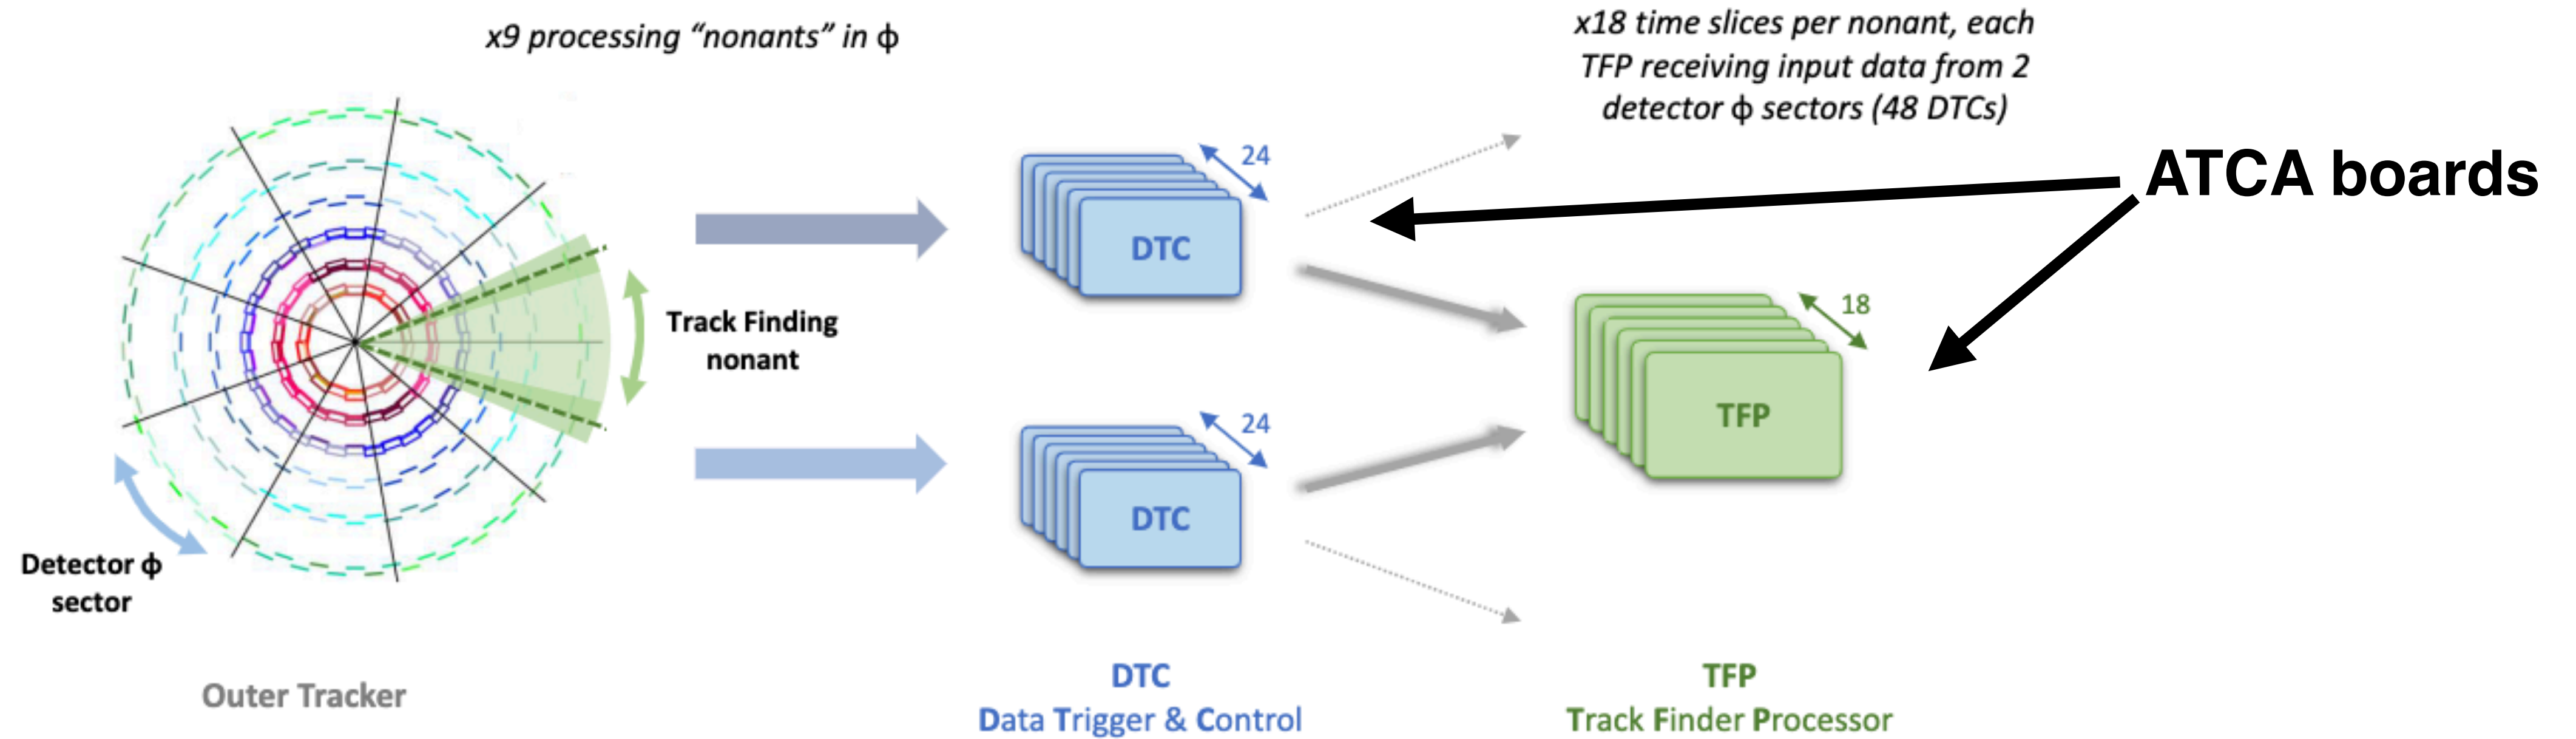 x9 processing “nonants” in ϕ
x18 time slices per nonant, each
TFP receiving input data from 2
detector ϕ sectors (48 DTCs)
ATCA boards
24
DTC
18
TFP
Track Finding
nonant
24
DTC
Detector ϕ
sector
Outer Tracker
DTC
Data Trigger & Control
TFP
Track Finder Processor